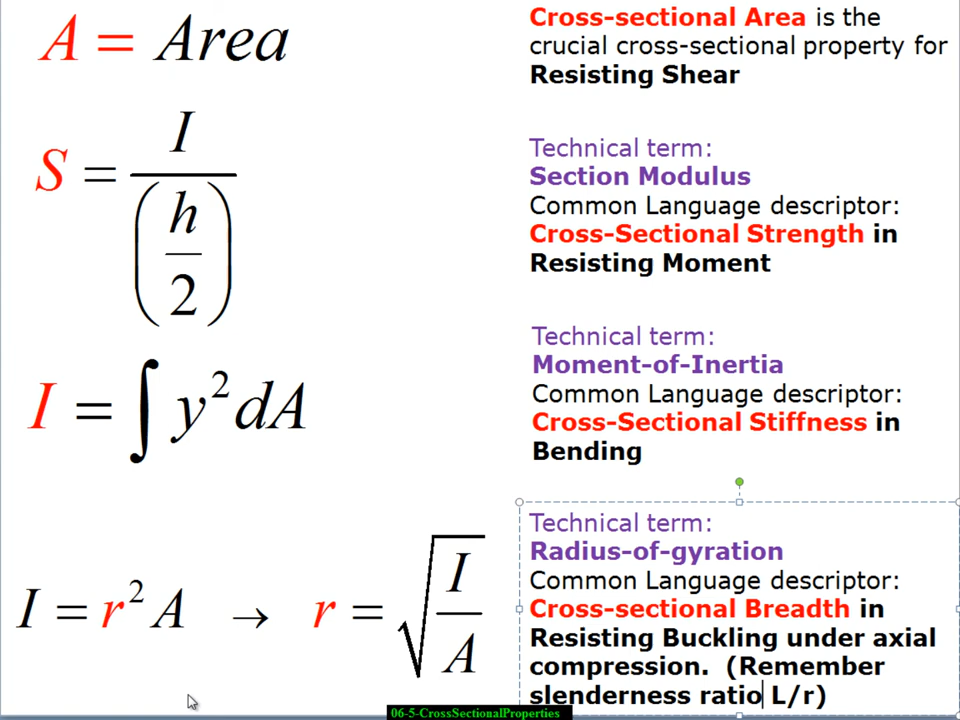 A = Area
Cross-sectional Area is the
crucial cross-sectional property for
Resisting Shear
S = I / (h / 2)
Technical term:
Section Modulus
Common Language descriptor:
Cross-Sectional Strength in
Resisting Moment
I = ∫ y² dA
Technical term:
Moment-of-Inertia
Common Language descriptor:
Cross-Sectional Stiffness in
Bending
I = r² A → r = √(I / A)
Technical term:
Radius-of-gyration
Common Language descriptor:
Cross-sectional Breadth in
Resisting Buckling under axial
compression. (Remember
slenderness ratio L/r)
06-5-CrossSectionalProperties